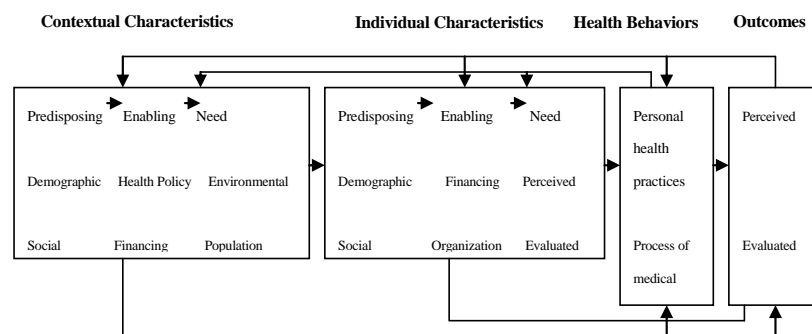 Contextual Characteristics Individual Characteristics Health Behaviors Outcomes
Predisposing Enabling Need
Demographic Health Policy Environmental
Social Financing Population
Predisposing Enabling Need
Demographic Financing Perceived
Social Organization Evaluated
Personal
health
practices
Process of
medical
Perceived
Evaluated